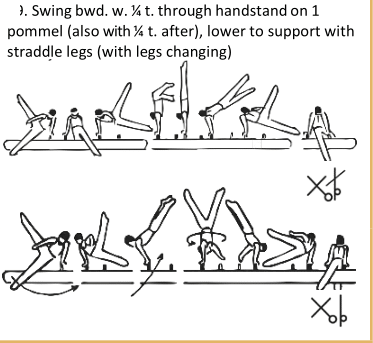 . Swing bwd. w. ¼ t. through handstand on 1
pommel (also with ¼ t. after), lower to support with
straddle legs (with legs changing)